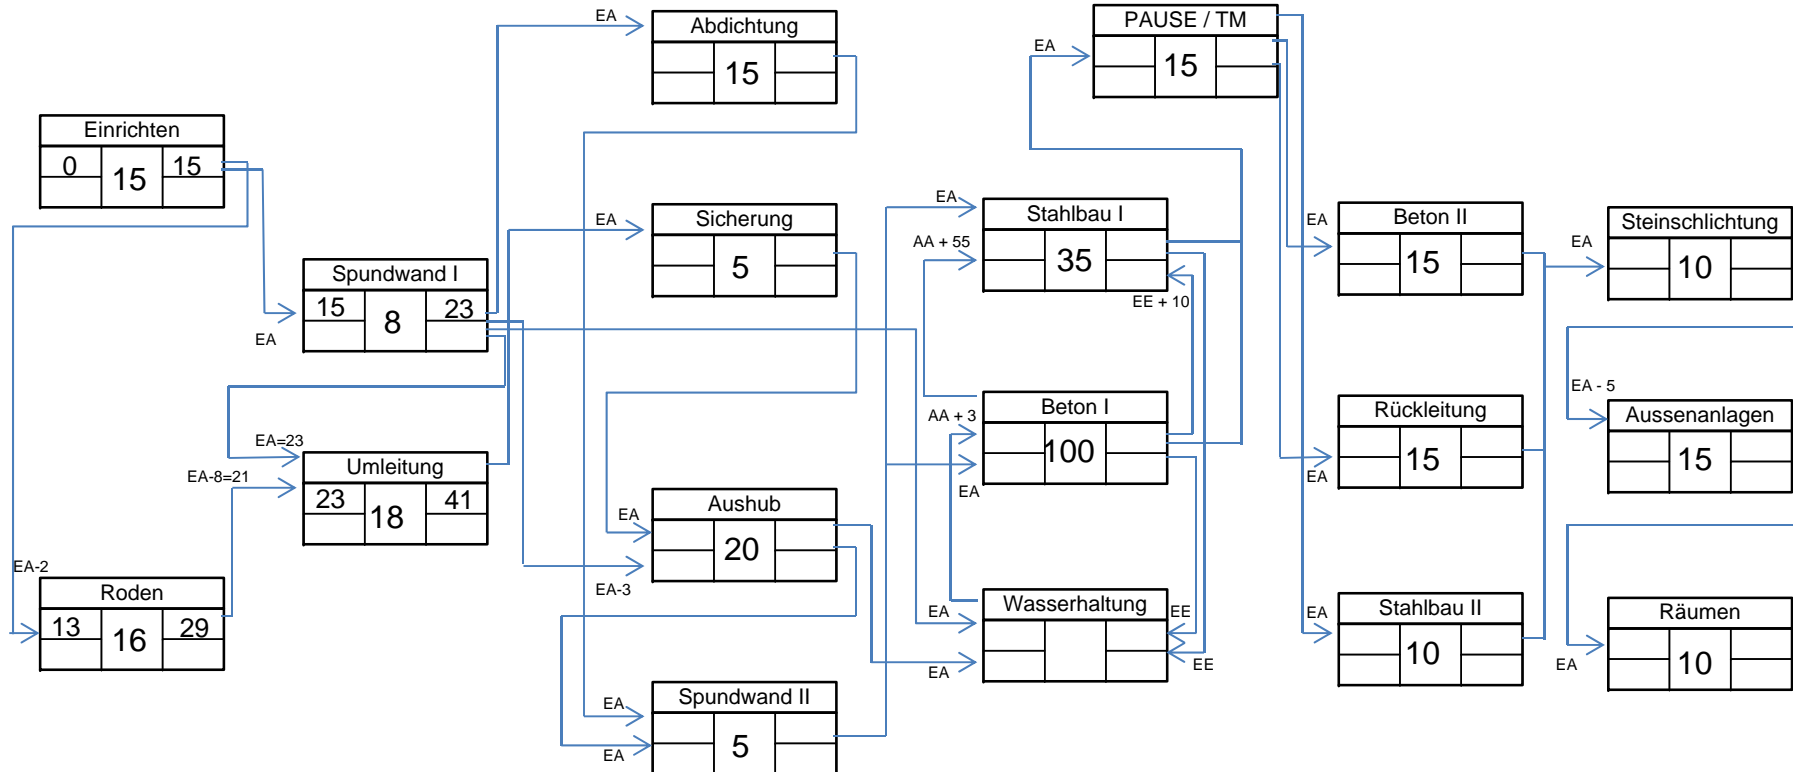 Einrichten
0 15 15
EA-2
Roden
13 16 29
EA
Spundwand I
15 8 23
EA=23
EA-8=21
Umleitung
23 18 41
EA
Abdichtung
15
EA
Sicherung
5
EA
Aushub
20
EA-3
EA
Spundwand II
5
EA
EA
PAUSE / TM
15
EA
Stahlbau I
35
AA + 55
EE + 10
Beton I
100
AA + 3
EA
Wasserhaltung
EA
EE
EA
EE
EA
Beton II
15
Rückleitung
15
EA
EA
Stahlbau II
10
EA
Steinschlichtung
10
EA - 5
Aussenanlagen
15
Räumen
10
EA